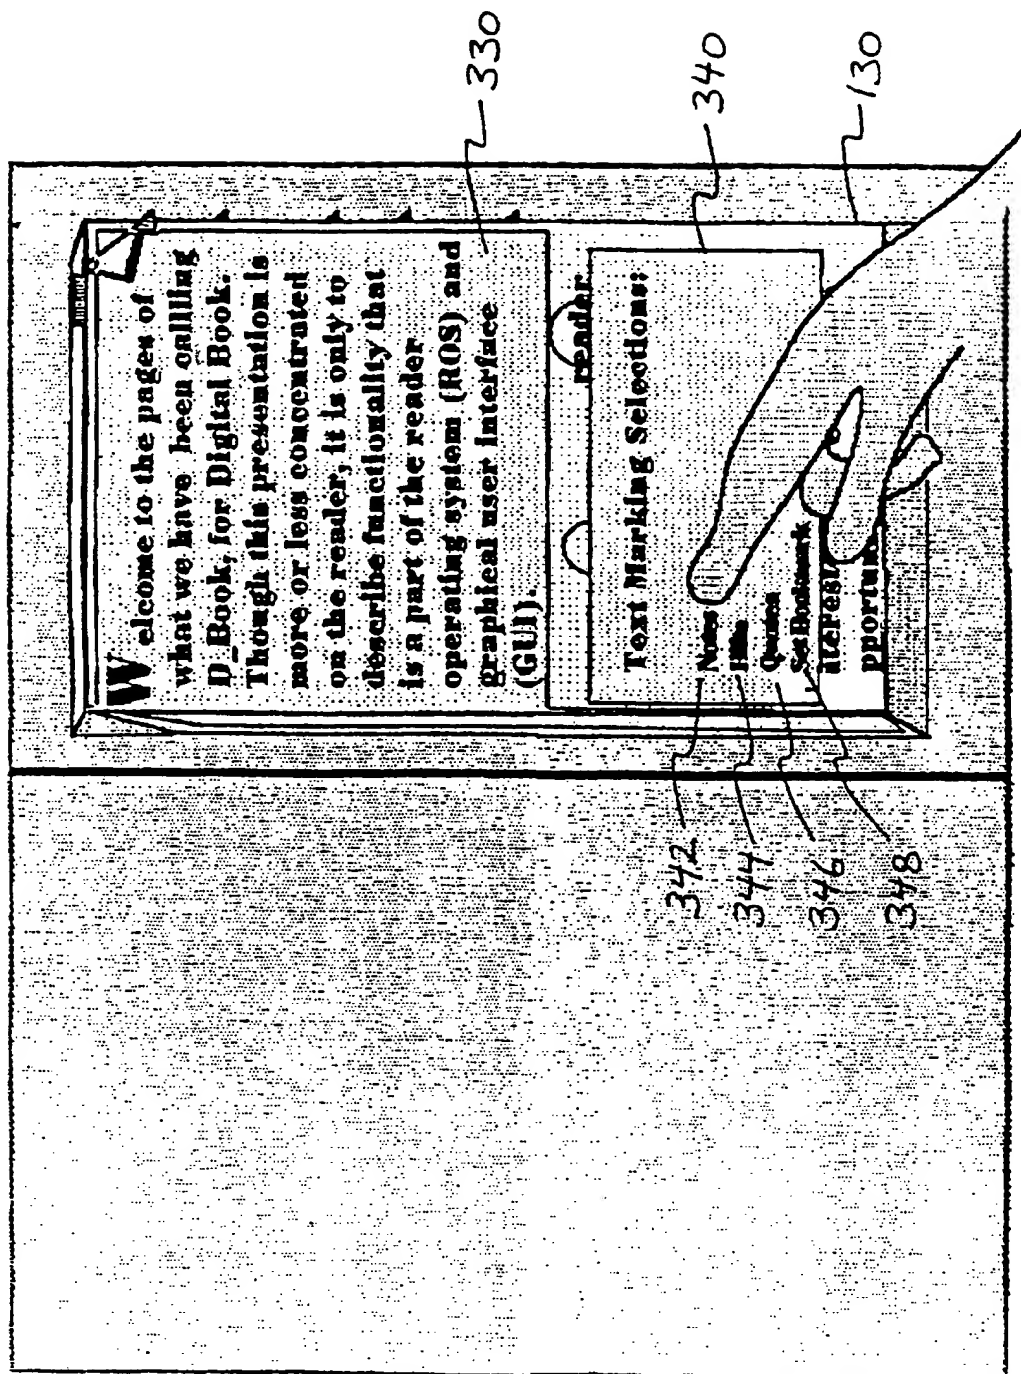 Welcome to the pages of
what we have been calling
D_Book, for Digital Book.
Though this presentation is
more or less concentrated
on the reader, it is only to
describe functionality that
is a part of the reader
operating system (ROS) and
graphical user interface
(GUI).
reader
Text Marking Selections:
Notes
Quotes
Set Bookmark
pportun
330
340
130
342
344
346
348